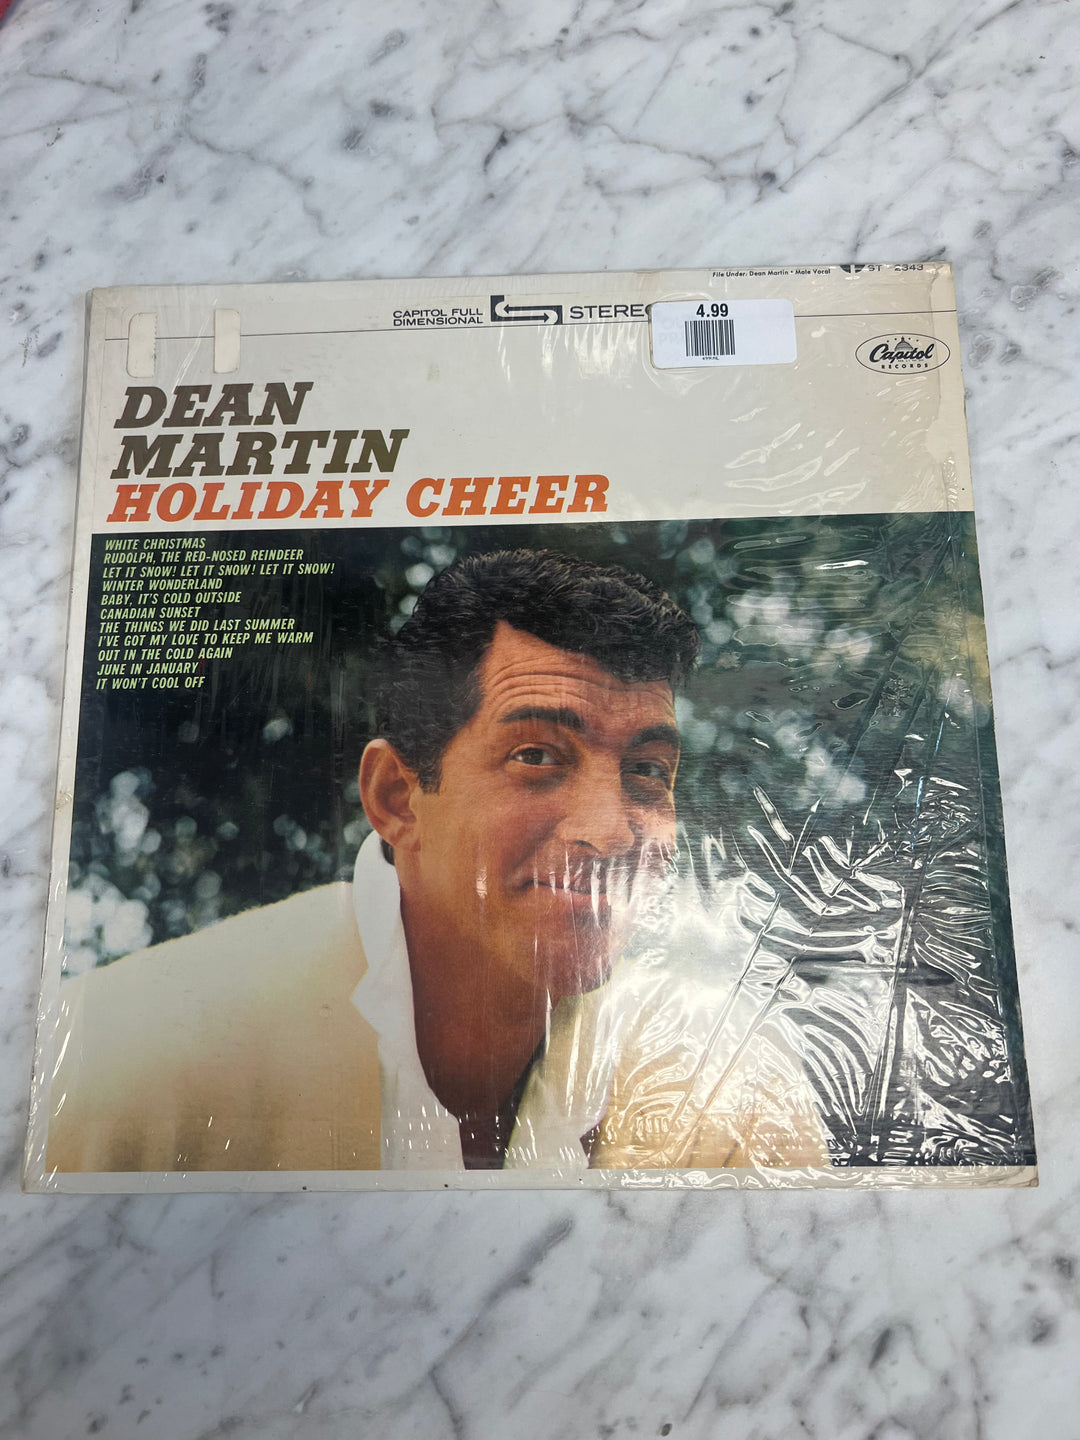 File Under: Dean Martin • Male Vocal ST 2343
CAPITOL FULL
DIMENSIONAL
STEREO
4.99
Capitol
RECORDS
DEAN
MARTIN
HOLIDAY CHEER
WHITE CHRISTMAS
RUDOLPH, THE RED-NOSED REINDEER
LET IT SNOW! LET IT SNOW! LET IT SNOW!
WINTER WONDERLAND
BABY, IT'S COLD OUTSIDE
CANADIAN SUNSET
THE THINGS WE DID LAST SUMMER
I'VE GOT MY LOVE TO KEEP ME WARM
OUT IN THE COLD AGAIN
JUNE IN JANUARY
IT WON'T COOL OFF